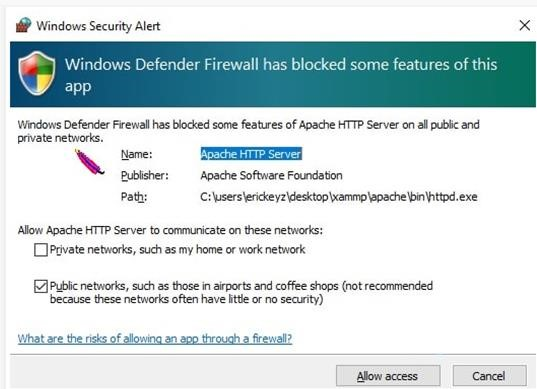 Windows Security Alert
Windows Defender Firewall has blocked some features of this
app
Windows Defender Firewall has blocked some features of Apache HTTP Server on all public and
private networks.
Name: Apache HTTP Server
Publisher: Apache Software Foundation
Path: C:\users\erickeyz\desktop\xammp\apache\bin\httpd.exe
Allow Apache HTTP Server to communicate on these networks:
Private networks, such as my home or work network
Public networks, such as those in airports and coffee shops (not recommended
because these networks often have little or no security)
What are the risks of allowing an app through a firewall?
Allow access Cancel